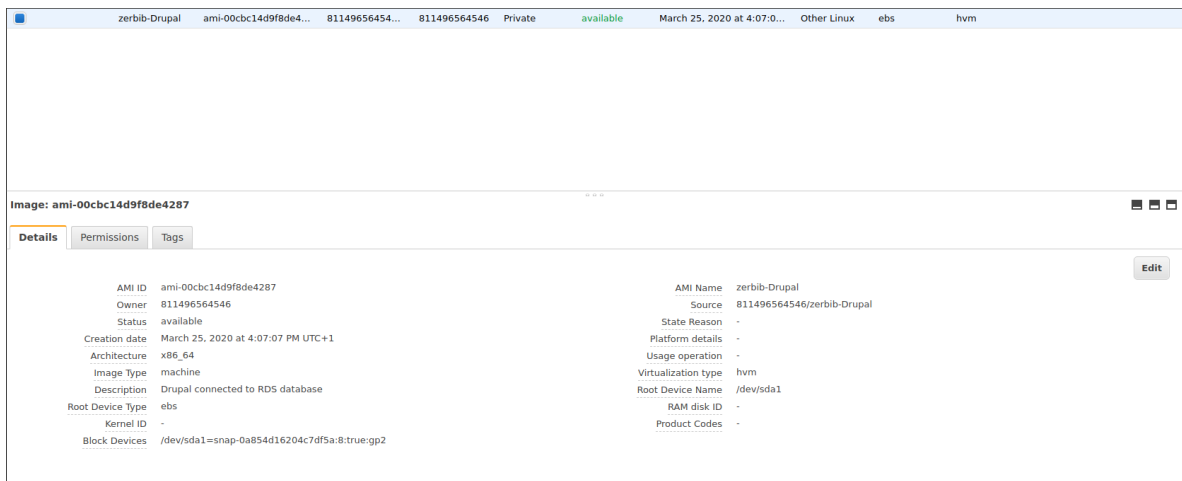 zerbib-Drupal ami-00cbc14d9f8de4... 81149656454... 811496564546 Private available March 25, 2020 at 4:07:0... Other Linux ebs hvm
Image: ami-00cbc14d9f8de4287
Details Permissions Tags
Edit
AMI ID ami-00cbc14d9f8de4287 AMI Name zerbib-Drupal
Owner 811496564546 Source 811496564546/zerbib-Drupal
Status available State Reason -
Creation date March 25, 2020 at 4:07:07 PM UTC+1 Platform details -
Architecture x86_64 Usage operation -
Image Type machine Virtualization type hvm
Description Drupal connected to RDS database Root Device Name /dev/sda1
Root Device Type ebs RAM disk ID -
Kernel ID - Product Codes -
Block Devices /dev/sda1=snap-0a854d16204c7df5a:8:true:gp2